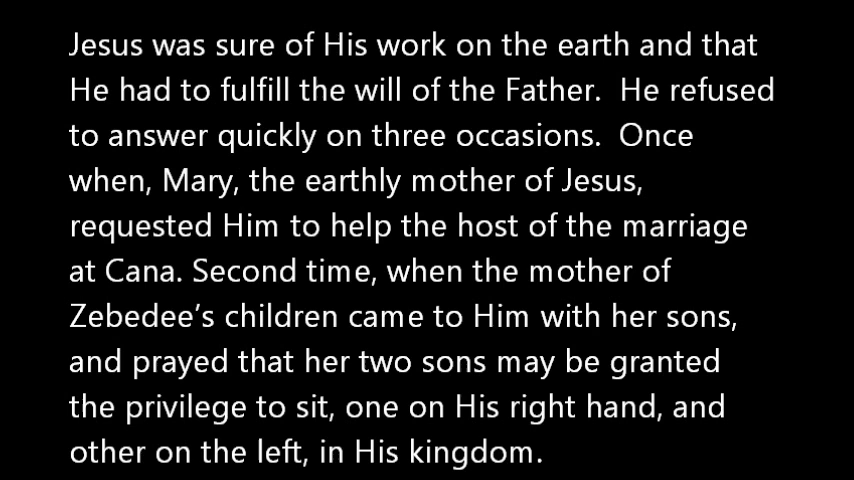 Jesus was sure of His work on the earth and that
He had to fulfill the will of the Father.  He refused
to answer quickly on three occasions.  Once
when, Mary, the earthly mother of Jesus,
requested Him to help the host of the marriage
at Cana. Second time, when the mother of
Zebedee’s children came to Him with her sons,
and prayed that her two sons may be granted
the privilege to sit, one on His right hand, and
other on the left, in His kingdom.